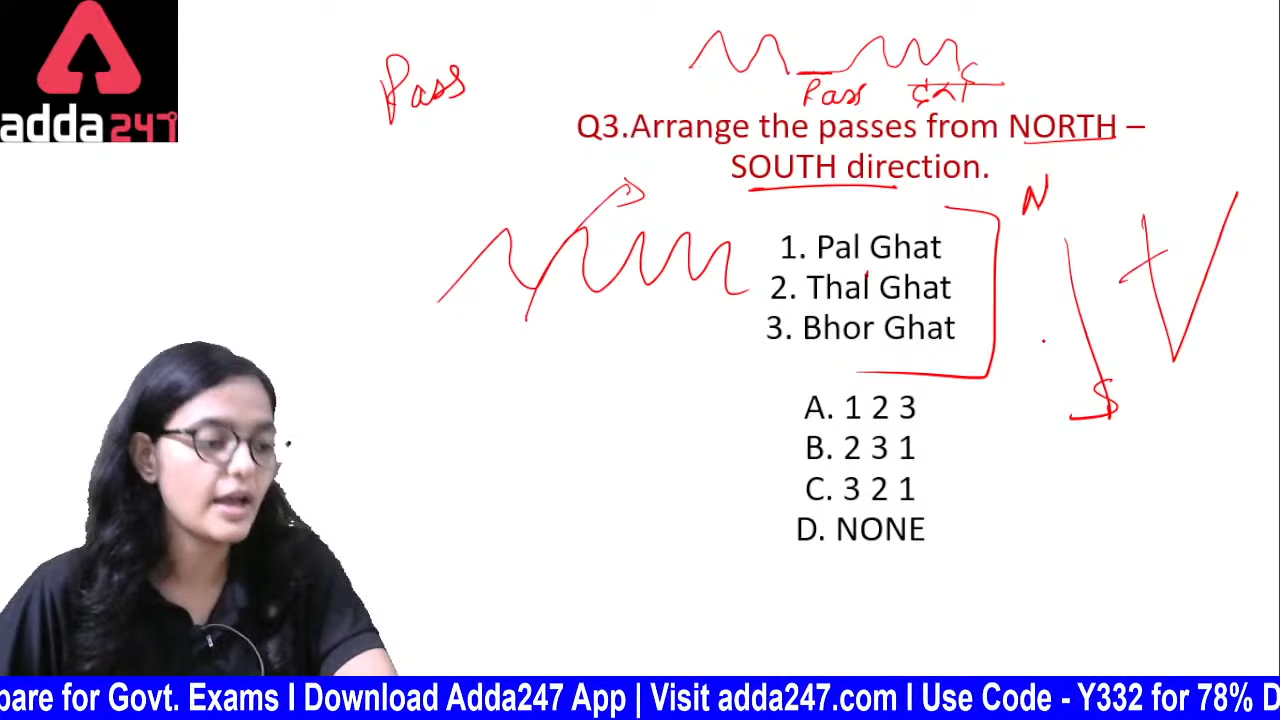 adda247
Pass
Pass
Q3.Arrange the passes from NORTH –
SOUTH direction.
N
1. Pal Ghat
2. Thal Ghat
3. Bhor Ghat
S
A. 1 2 3
B. 2 3 1
C. 3 2 1
D. NONE
pare for Govt. Exams I Download Adda247 App | Visit adda247.com I Use Code - Y332 for 78% D